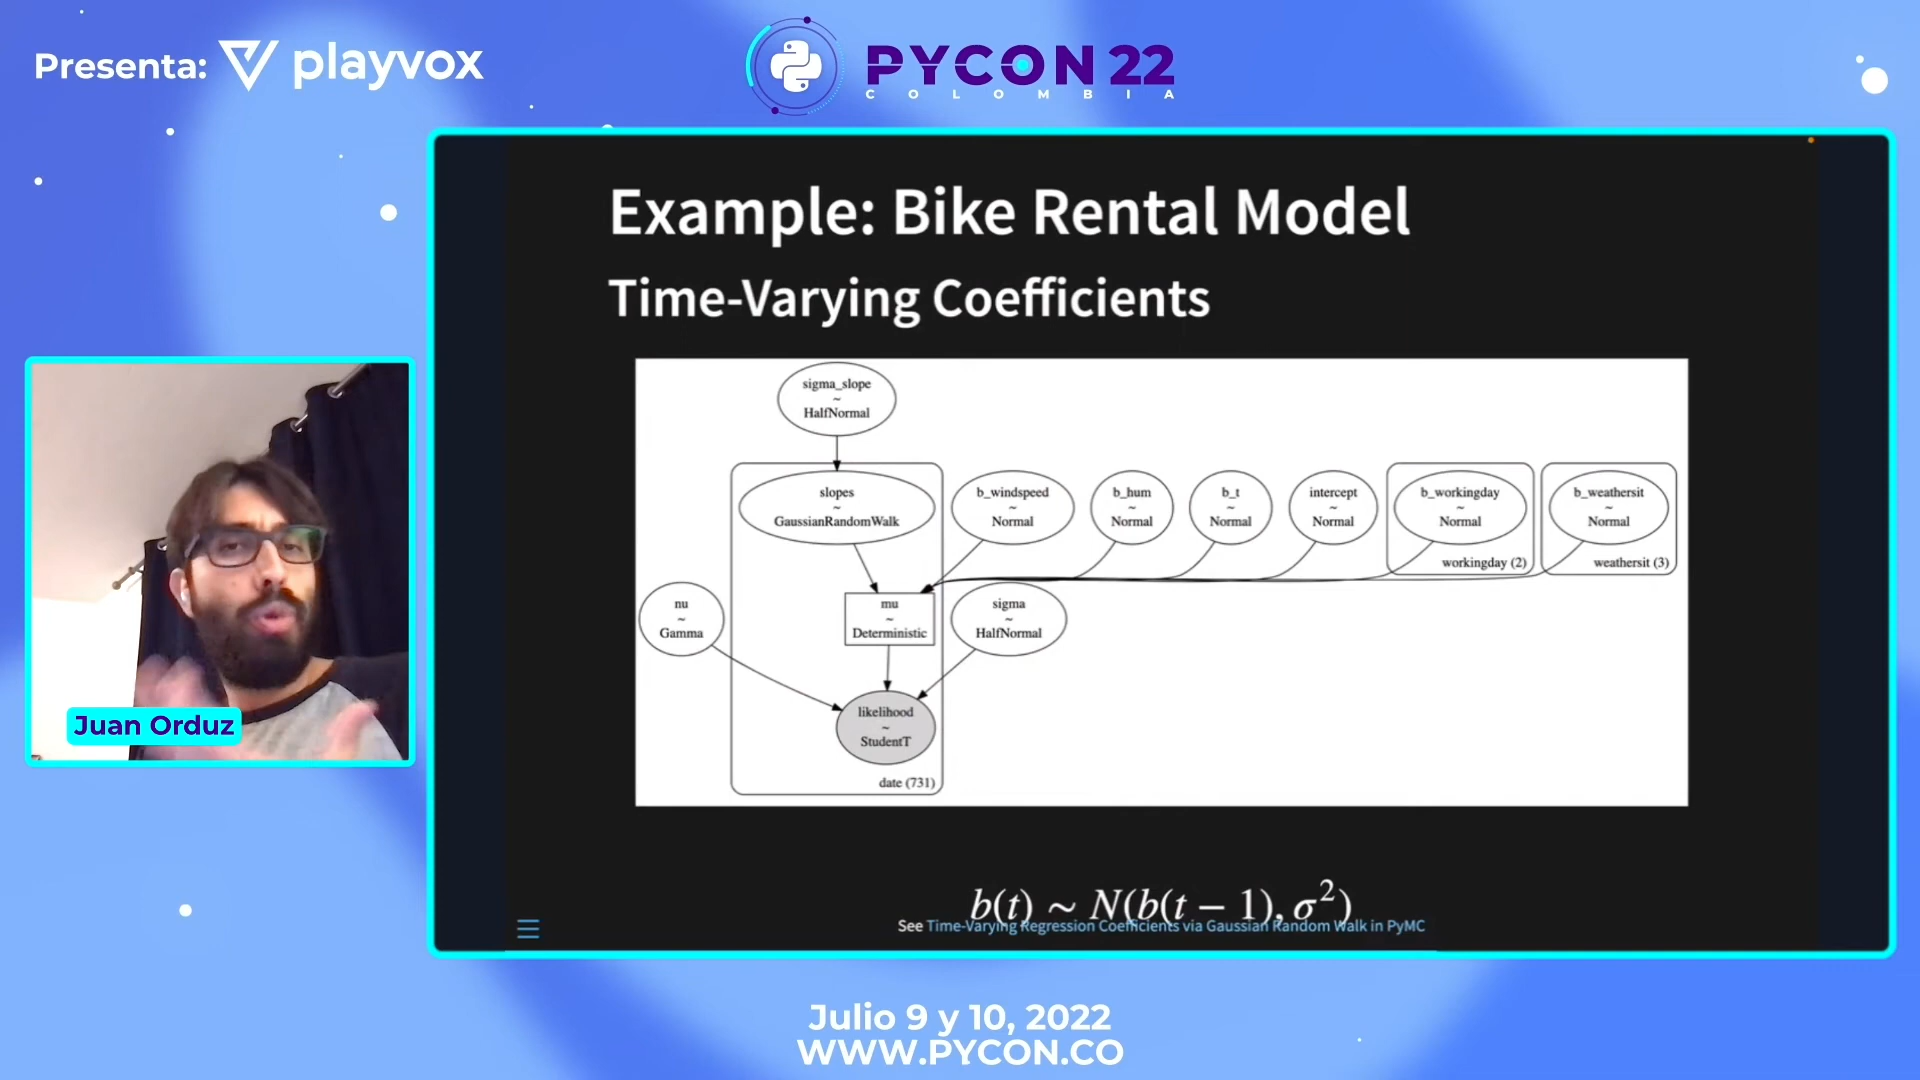 Presenta: playvox
PYCON 22
COLOMBIA
Example: Bike Rental Model
Time-Varying Coefficients
sigma_slope
~
HalfNormal
slopes
~
GaussianRandomWalk
b_windspeed
~
Normal
b_hum
~
Normal
b_t
~
Normal
intercept
~
Normal
b_workingday
~
Normal
workingday (2)
b_weathersit
~
Normal
weathersit (3)
nu
~
Gamma
mu
~
Deterministic
sigma
~
HalfNormal
likelihood
~
StudentT
date (731)
b(t) ~ N(b(t − 1), σ²)
See Time-Varying Regression Coefficients via Gaussian Random Walk in PyMC
Juan Orduz
Julio 9 y 10, 2022
WWW.PYCON.CO